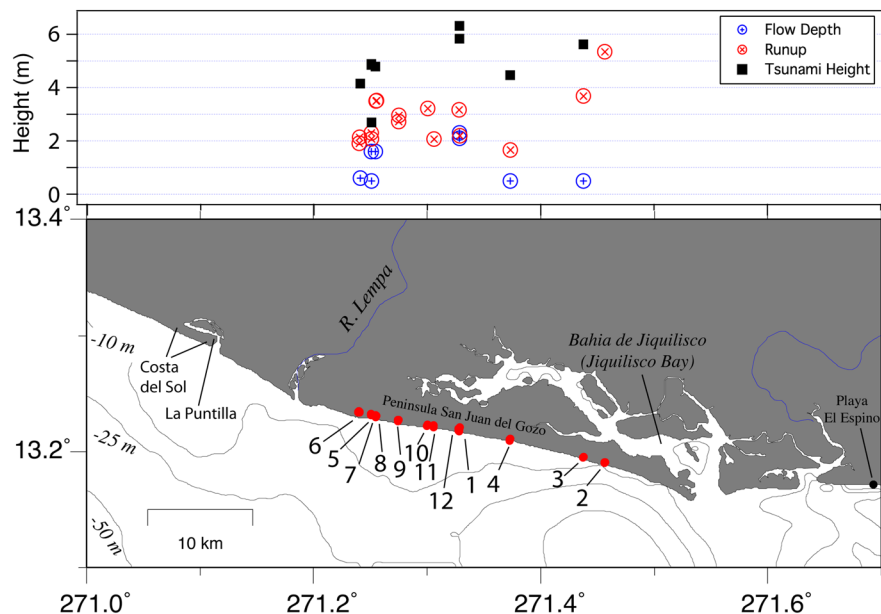 6
4
2
0
Height (m)
Flow Depth
Runup
Tsunami Height
13.4°
13.2°
R. Lempa
Bahia de Jiquilisco
(Jiquilisco Bay)
-10 m
Costa
del Sol
La Puntilla
Peninsula San Juan del Gozo
Playa
El Espino
-25 m
6
5
7
8
9
10
11
12
1
4
3
2
-50 m
10 km
271.0°
271.2°
271.4°
271.6°